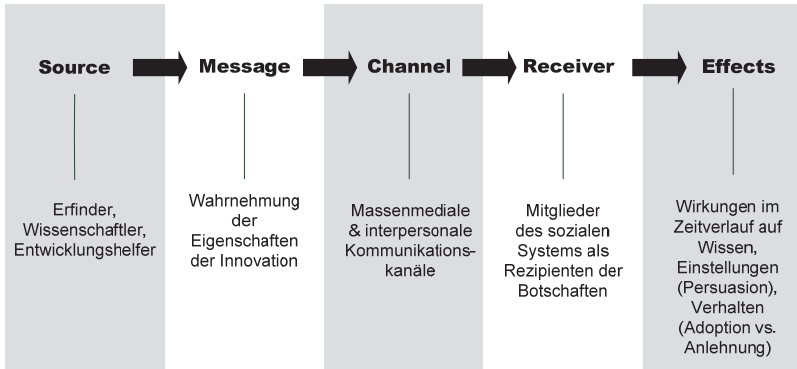 Source
Message
Channel
Receiver
Effects
Erfinder,
Wissenschaftler,
Entwicklungshelfer
Wahrnehmung
der
Eigenschaften
der Innovation
Massenmediale
& interpersonale
Kommunikations-
kanäle
Mitglieder
des sozialen
Systems als
Rezipienten der
Botschaften
Wirkungen im
Zeitverlauf auf
Wissen,
Einstellungen
(Persuasion),
Verhalten
(Adoption vs.
Anlehnung)